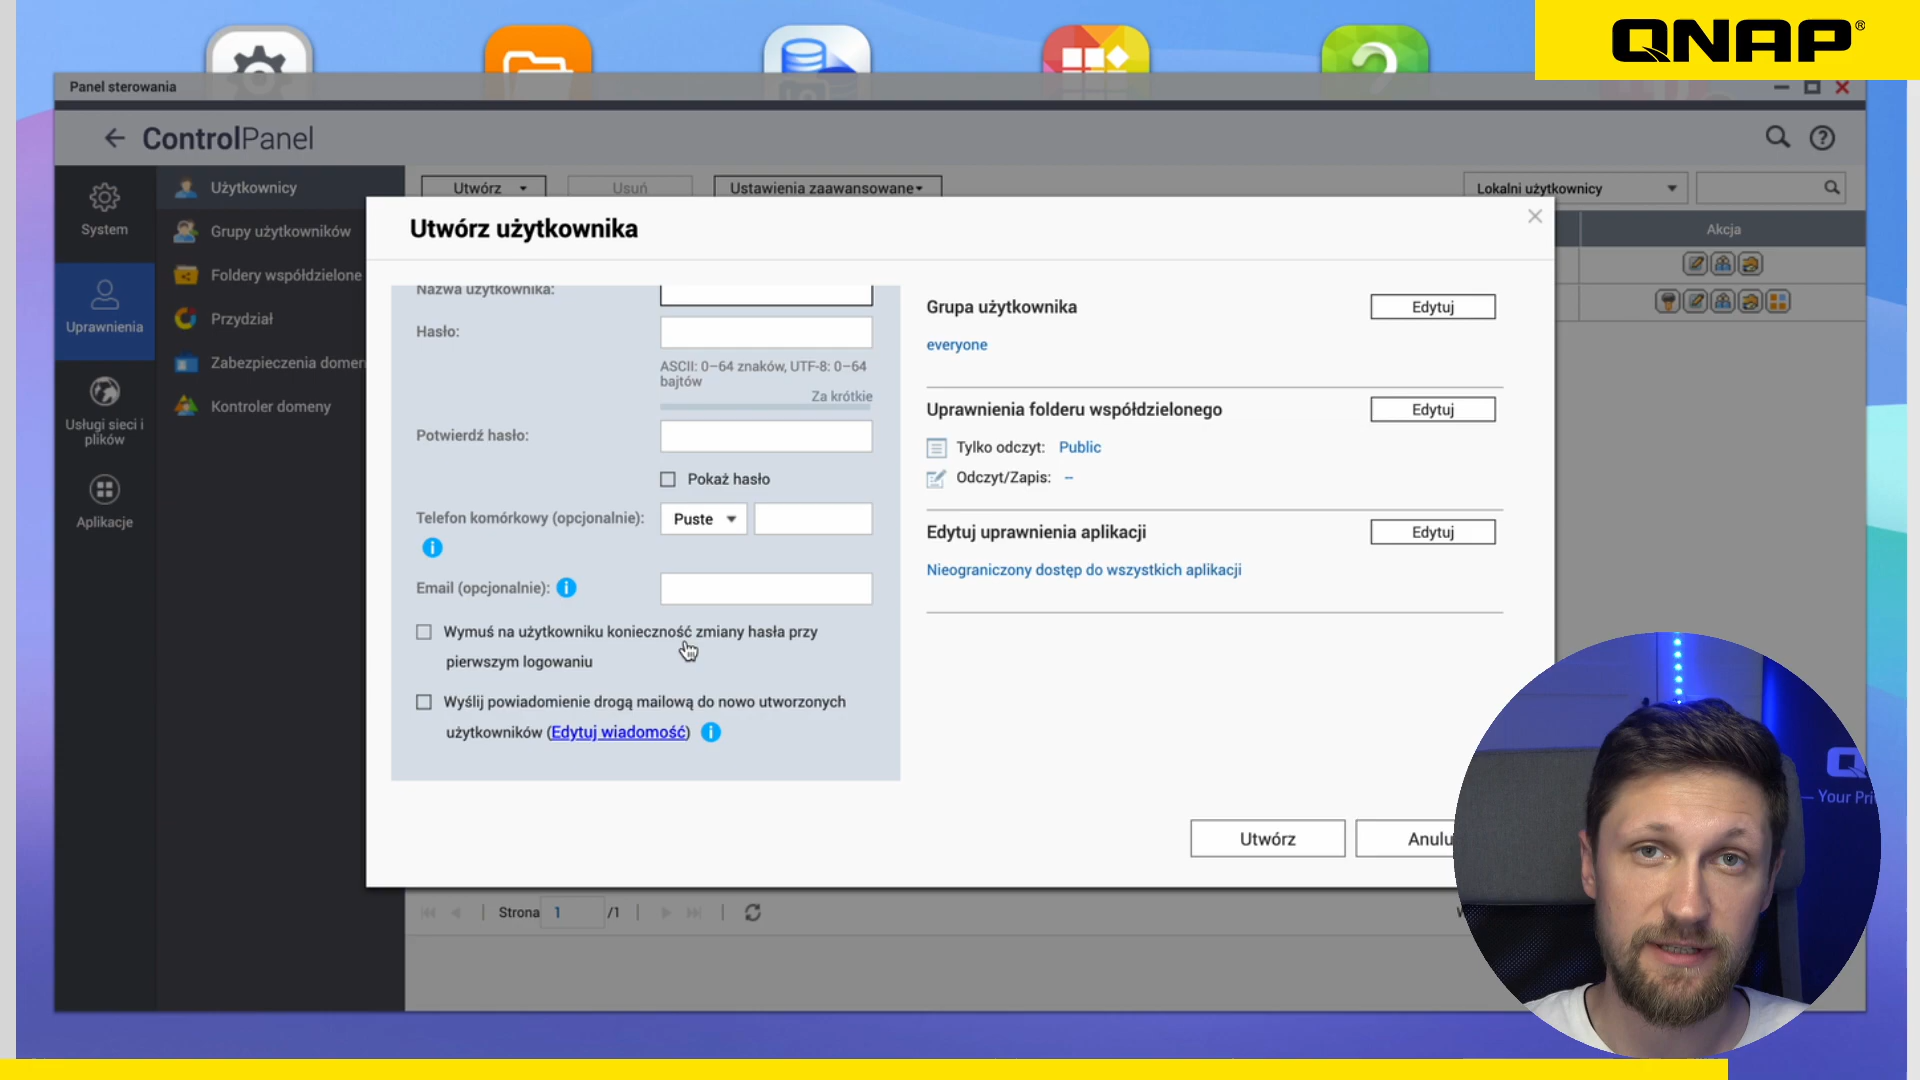 QNAP®
Panel sterowania
ControlPanel
System
Uprawnienia
Usługi sieci i
plików
Aplikacje
Użytkownicy
Grupy użytkowników
Foldery współdzielone
Przydział
Zabezpieczenia domen
Kontroler domeny
Utwórz
Usuń
Ustawienia zaawansowane
Lokalni użytkownicy
Akcja
Utwórz użytkownika
Nazwa użytkownika:
Hasło:
ASCII: 0–64 znaków, UTF-8: 0–64
bajtów
Za krótkie
Potwierdź hasło:
Pokaż hasło
Telefon komórkowy (opcjonalnie):
Puste
Email (opcjonalnie):
Wymuś na użytkowniku konieczność zmiany hasła przy
pierwszym logowaniu
Wyślij powiadomienie drogą mailową do nowo utworzonych
użytkowników (Edytuj wiadomość)
Grupa użytkownika
Edytuj
everyone
Uprawnienia folderu współdzielonego
Edytuj
Tylko odczyt: Public
Odczyt/Zapis: –
Edytuj uprawnienia aplikacji
Edytuj
Nieograniczony dostęp do wszystkich aplikacji
Utwórz
Anulu
Strona 1 /1
Your Pri